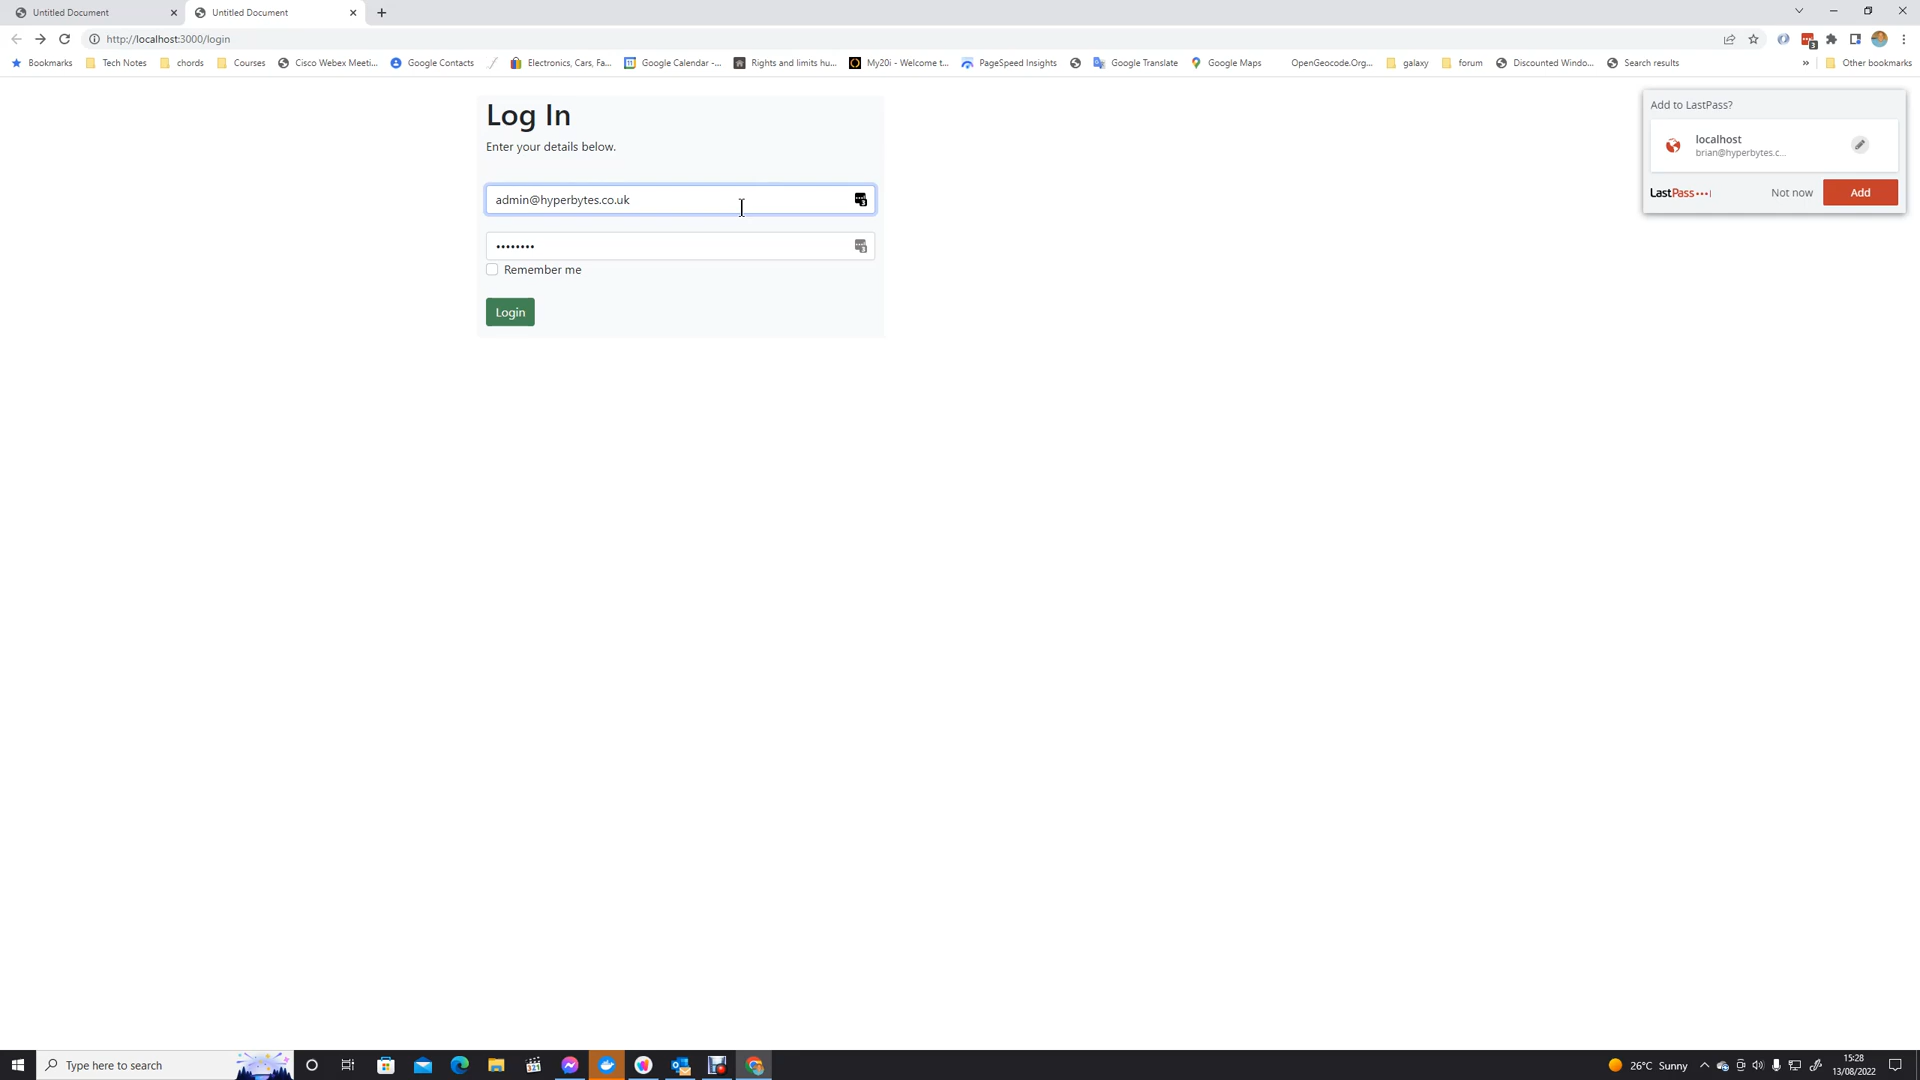 Untitled Document
Untitled Document
http://localhost:3000/login
3
Bookmarks
Tech Notes
chords
Courses
Cisco Webex Meeti...
Google Contacts
Electronics, Cars, Fa...
Google Calendar -...
Rights and limits hu...
My20i - Welcome t...
PageSpeed Insights
Google Translate
Google Maps
OpenGeocode.Org...
galaxy
forum
Discounted Windo...
Search results
»
Other bookmarks
Log In
Enter your details below.
admin@hyperbytes.co.uk
••••••••
Remember me
Login
Add to LastPass?
localhost
brian@hyperbytes.c...
LastPass•••|
Not now
Add
Type here to search
26°C Sunny
15:28
13/08/2022